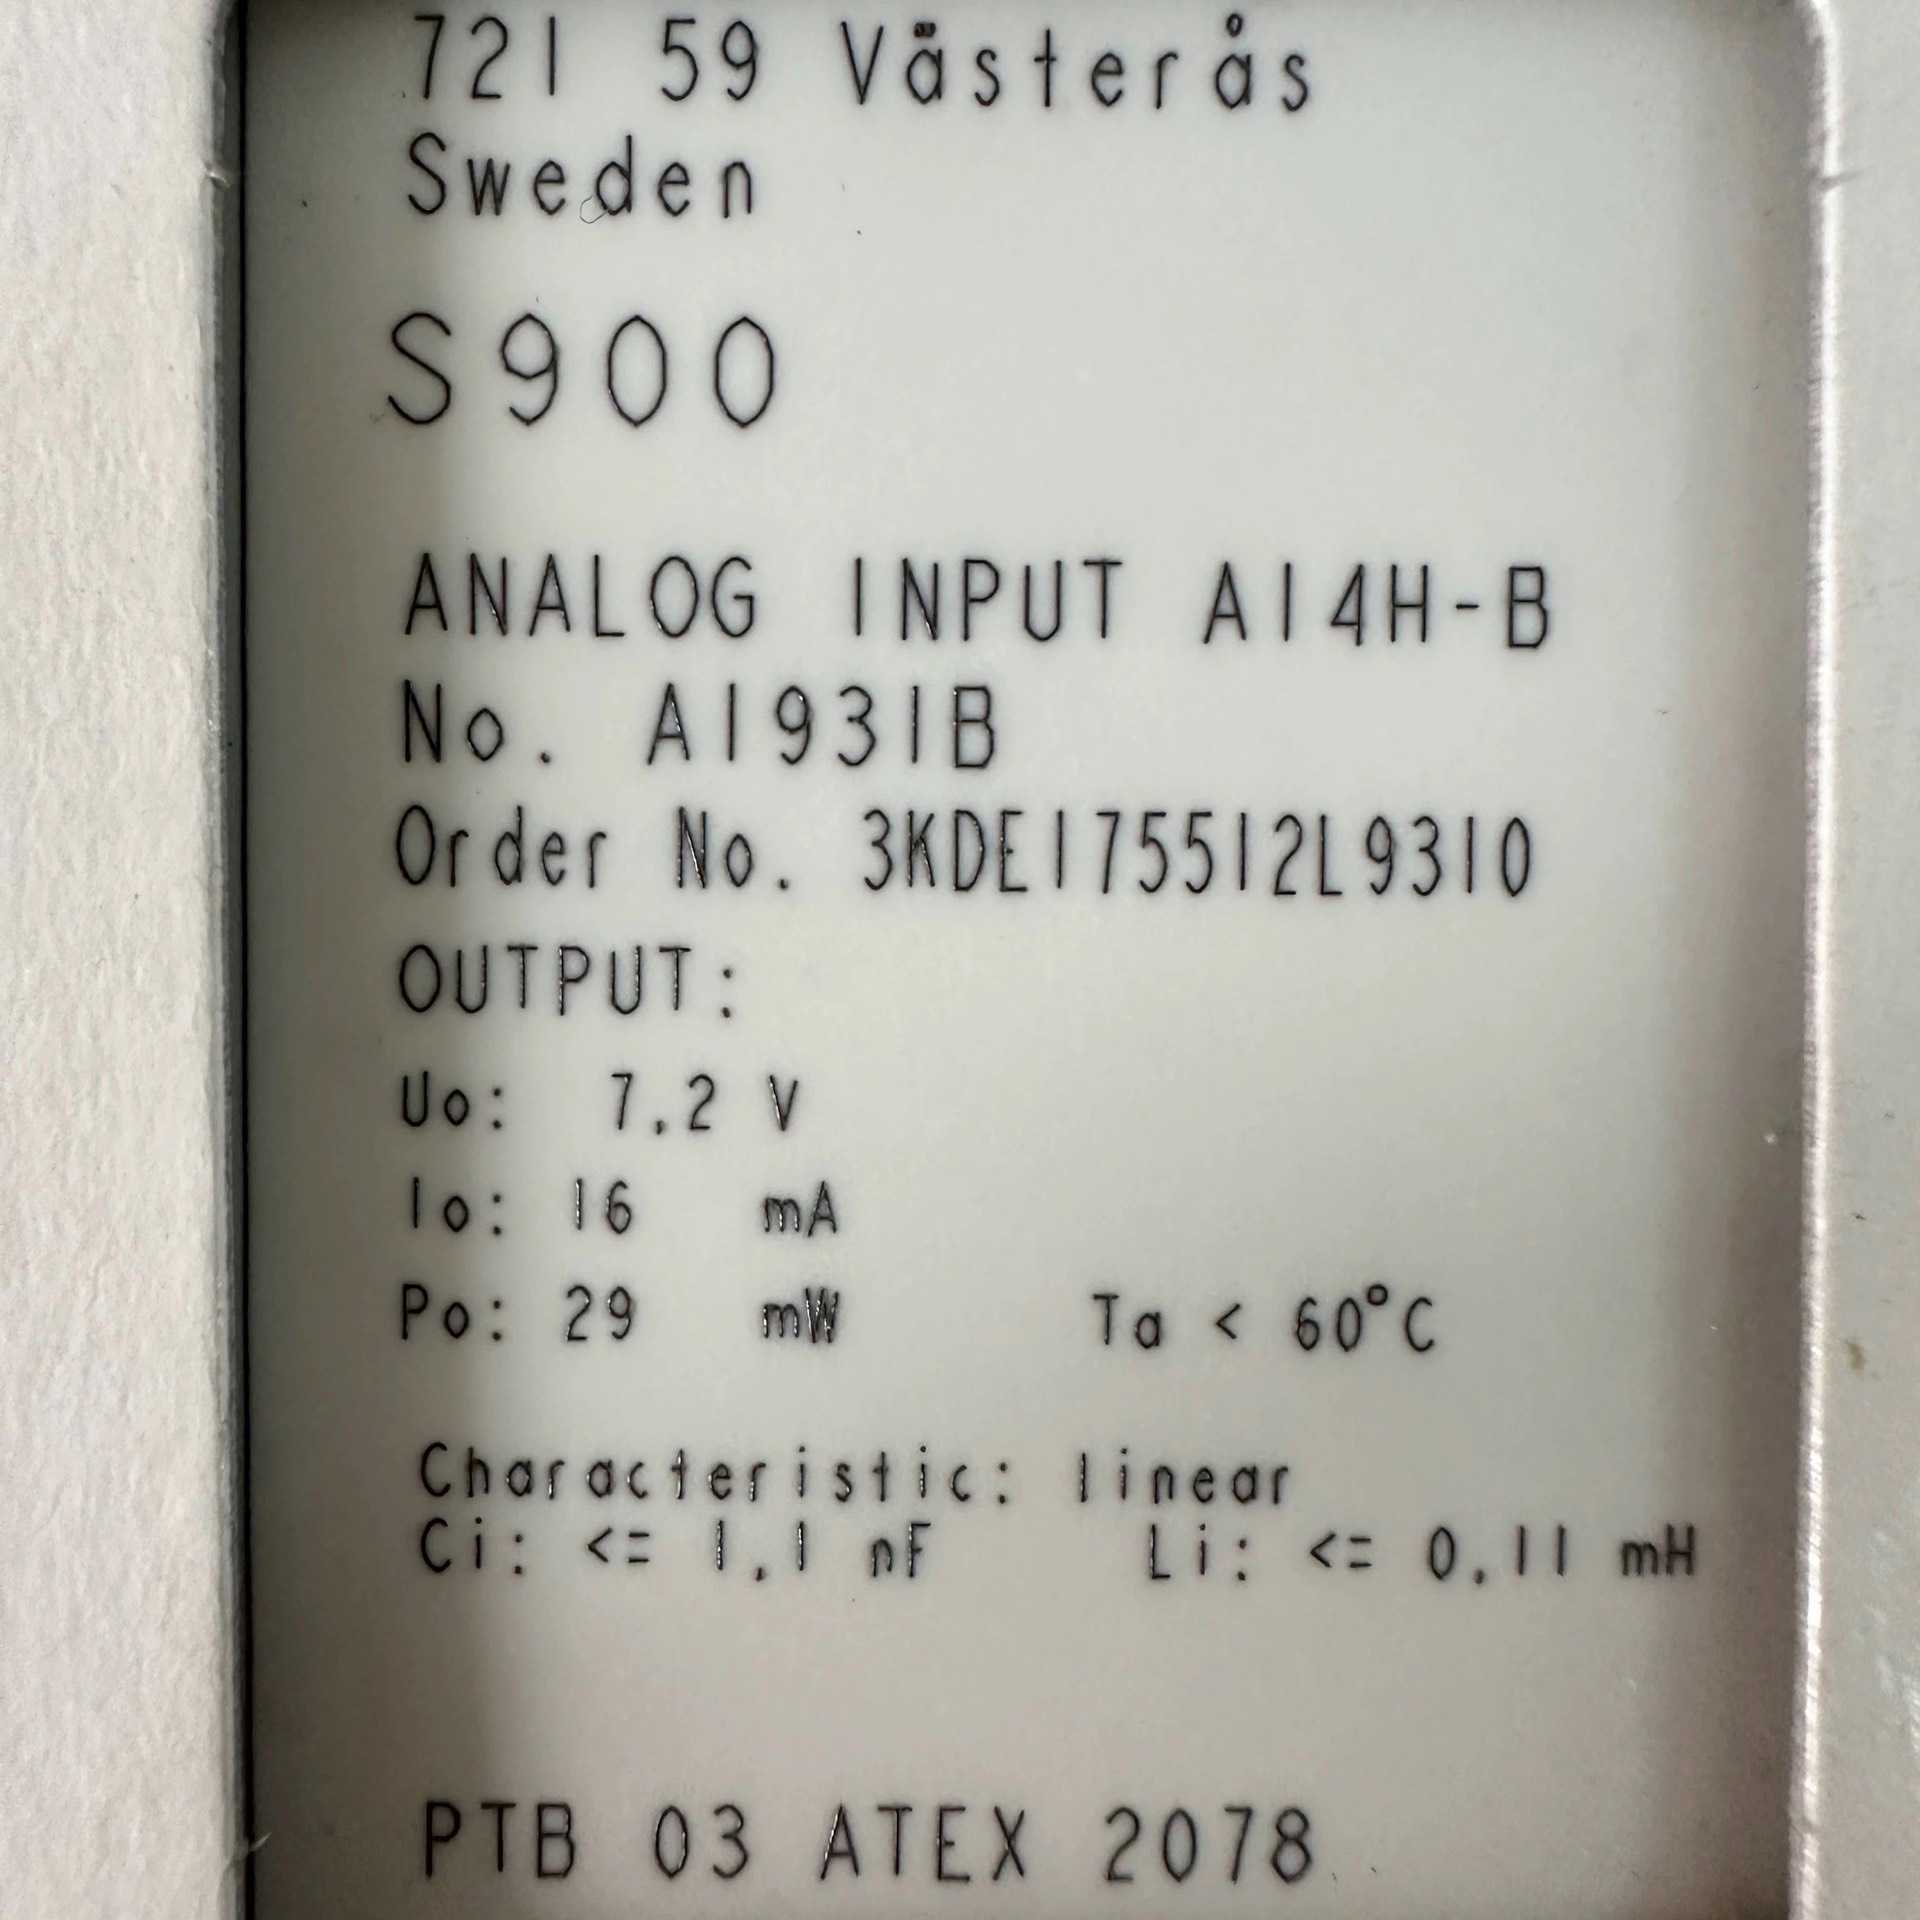 721 59 Västerås
Sweden
S900
ANALOG INPUT AI4H-B
No. AI931B
Order No. 3KDE175512L9310
OUTPUT:
Uo: 7.2 V
Io: 16 mA
Po: 29 mW Ta < 60°C
Characteristic: linear
Ci: <= 1.1 nF Li: <= 0.11 mH
PTB 03 ATEX 2078